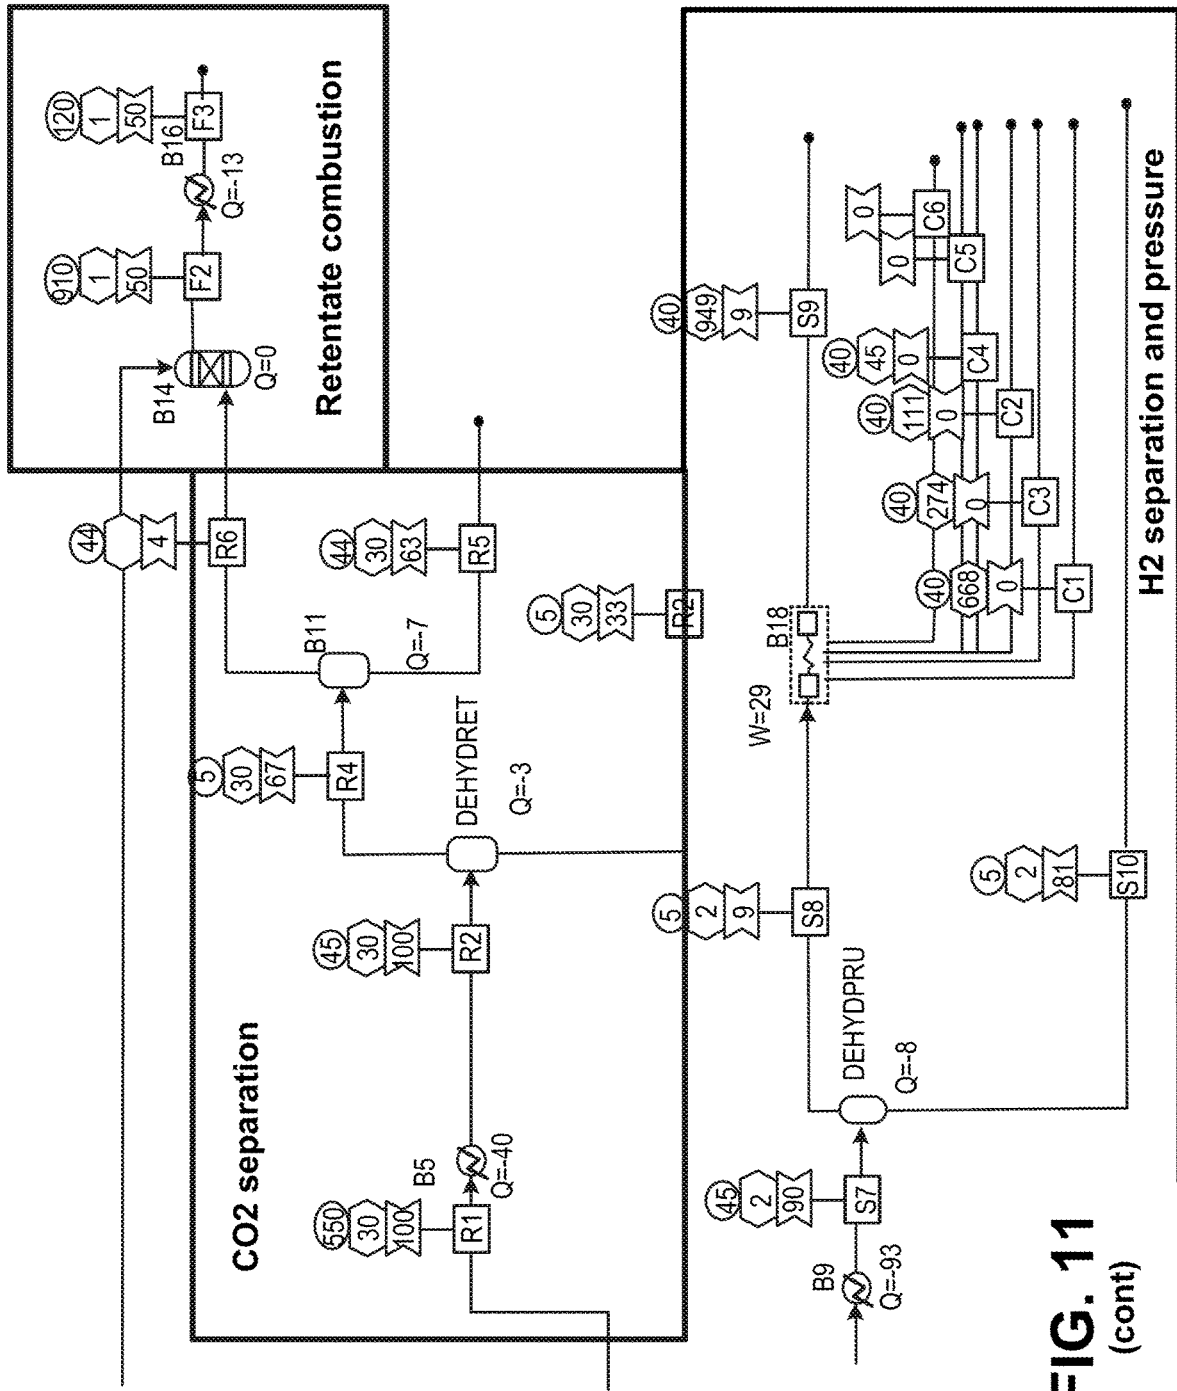 Retentate combustion
120
1
50
B16
F3
Q=-13
910
1
50
F2
B14
Q=0
CO2 separation
550
30
100
R1
B5
Q=-40
45
30
100
R2
DEHYDRET
Q=-3
5
30
67
R4
B11
Q=-7
44
4
R6
44
30
63
R5
5
30
33
R2
H2 separation and pressure
B9
Q=-93
45
2
90
S7
DEHYDPRU
Q=-8
5
2
9
S8
5
2
81
S10
W=29
B18
40
949
9
S9
40
668
0
C1
40
274
0
C3
40
111
0
C2
40
45
0
C4
0
C5
0
C6
FIG. 11
(cont)